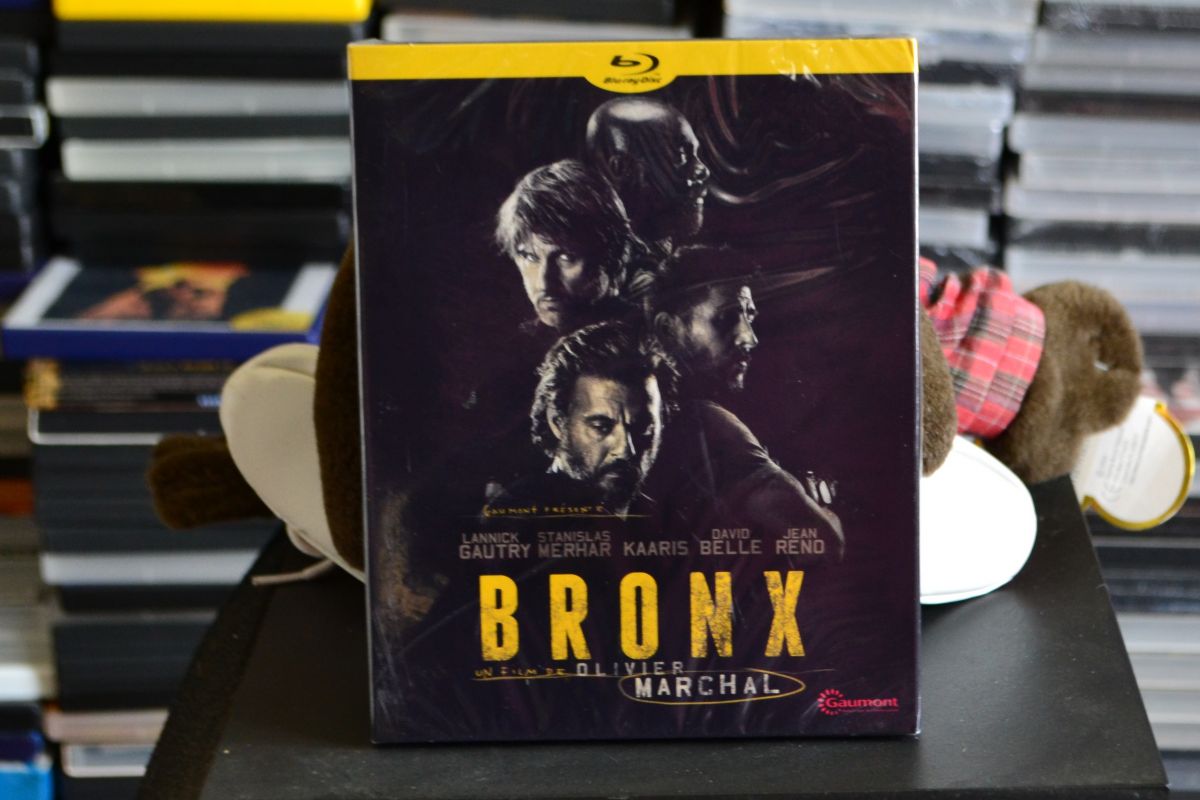 Blu-ray Disc
GAUMONT PRÉSENTE
LANNICK GAUTRY STANISLAS MERHAR KAARIS DAVID BELLE JEAN RENO
BRONX
UN FILM DE OLIVIER
MARCHAL
Gaumont